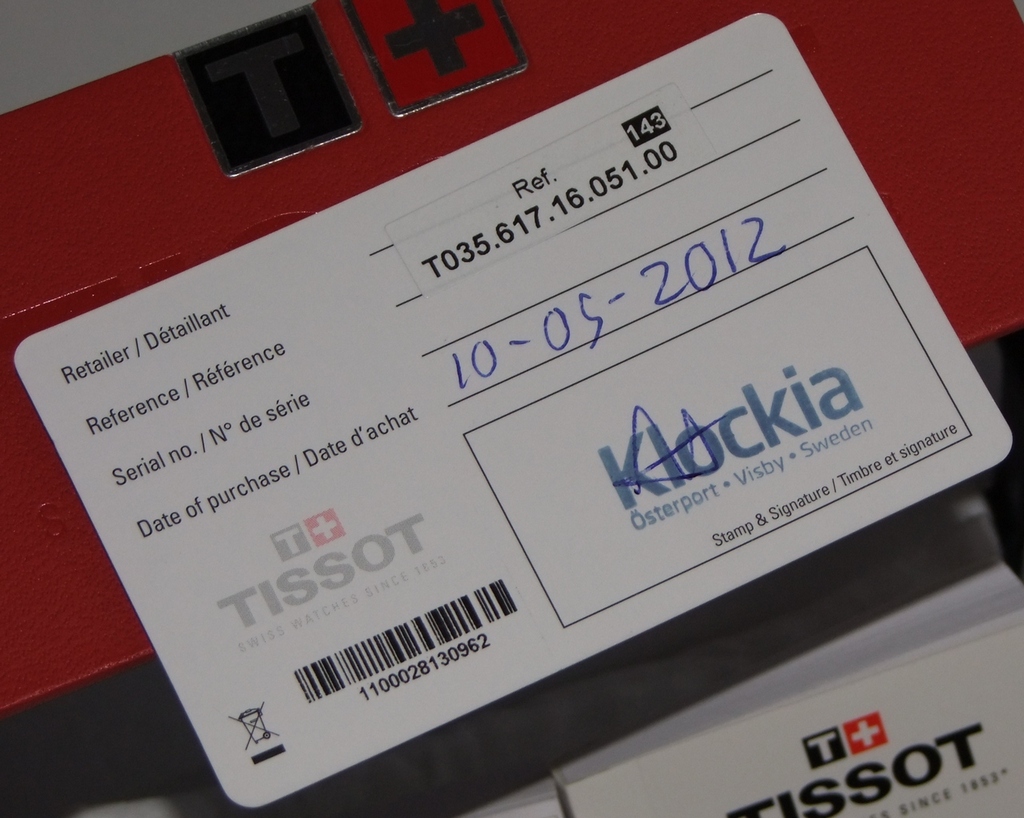 T+
143
Ref.
T035.617.16.051.00
Retailer / Détaillant
Reference / Référence
Serial no. / N° de série
Date of purchase / Date d'achat
10-05-2012
Klockia
Österport • Visby • Sweden
Stamp & Signature / Timbre et signature
T+
TISSOT
SWISS WATCHES SINCE 1853
1100028130962
T+
TISSOT
SINCE 1853